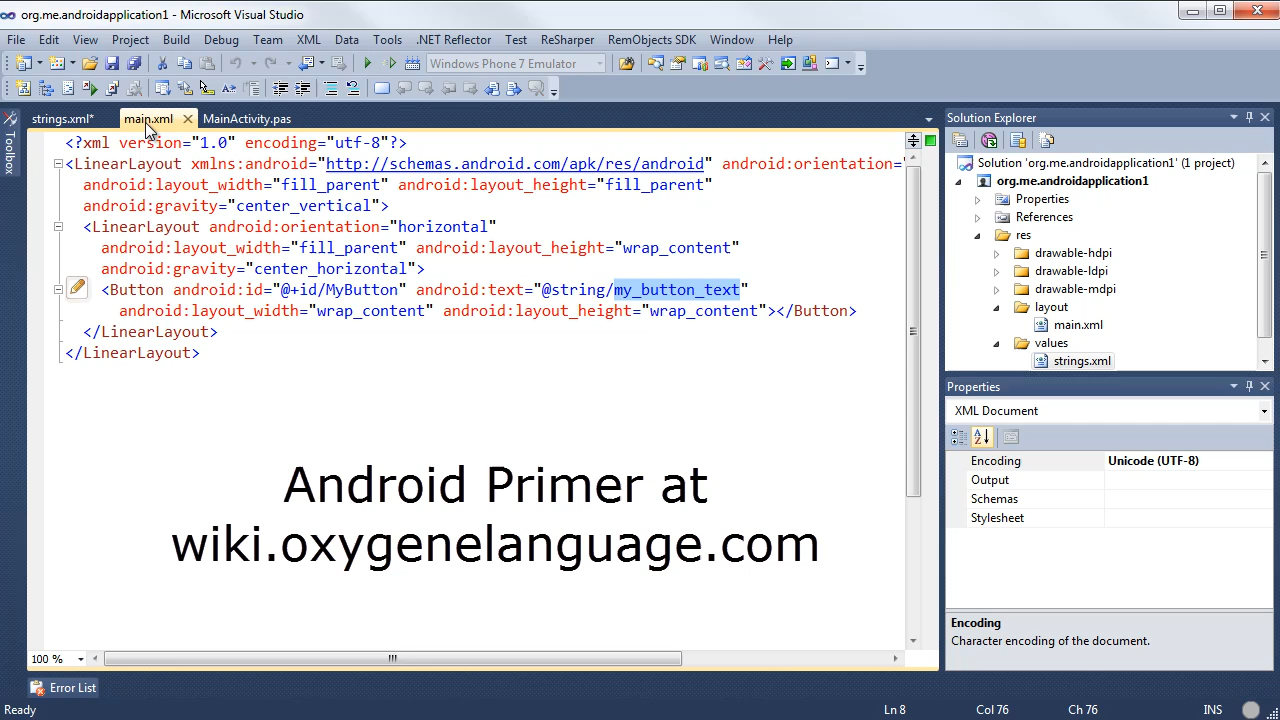 org.me.androidapplication1 - Microsoft Visual Studio
File Edit View Project Build Debug Team XML Data Tools .NET Reflector Test ReSharper RemObjects SDK Window Help
Windows Phone 7 Emulator
strings.xml* main.xml MainActivity.pas
Toolbox
<?xml version="1.0" encoding="utf-8"?>
<LinearLayout xmlns:android="http://schemas.android.com/apk/res/android" android:orientation="
android:layout_width="fill_parent" android:layout_height="fill_parent"
android:gravity="center_vertical">
<LinearLayout android:orientation="horizontal"
android:layout_width="fill_parent" android:layout_height="wrap_content"
android:gravity="center_horizontal">
<Button android:id="@+id/MyButton" android:text="@string/my_button_text"
android:layout_width="wrap_content" android:layout_height="wrap_content"></Button>
</LinearLayout>
</LinearLayout>
Android Primer at
wiki.oxygenelanguage.com
100 %
Solution Explorer
Solution 'org.me.androidapplication1' (1 project)
org.me.androidapplication1
Properties
References
res
drawable-hdpi
drawable-ldpi
drawable-mdpi
layout
main.xml
values
strings.xml
Properties
XML Document
Encoding Unicode (UTF-8)
Output
Schemas
Stylesheet
Encoding
Character encoding of the document.
Error List
Ready Ln 8 Col 76 Ch 76 INS